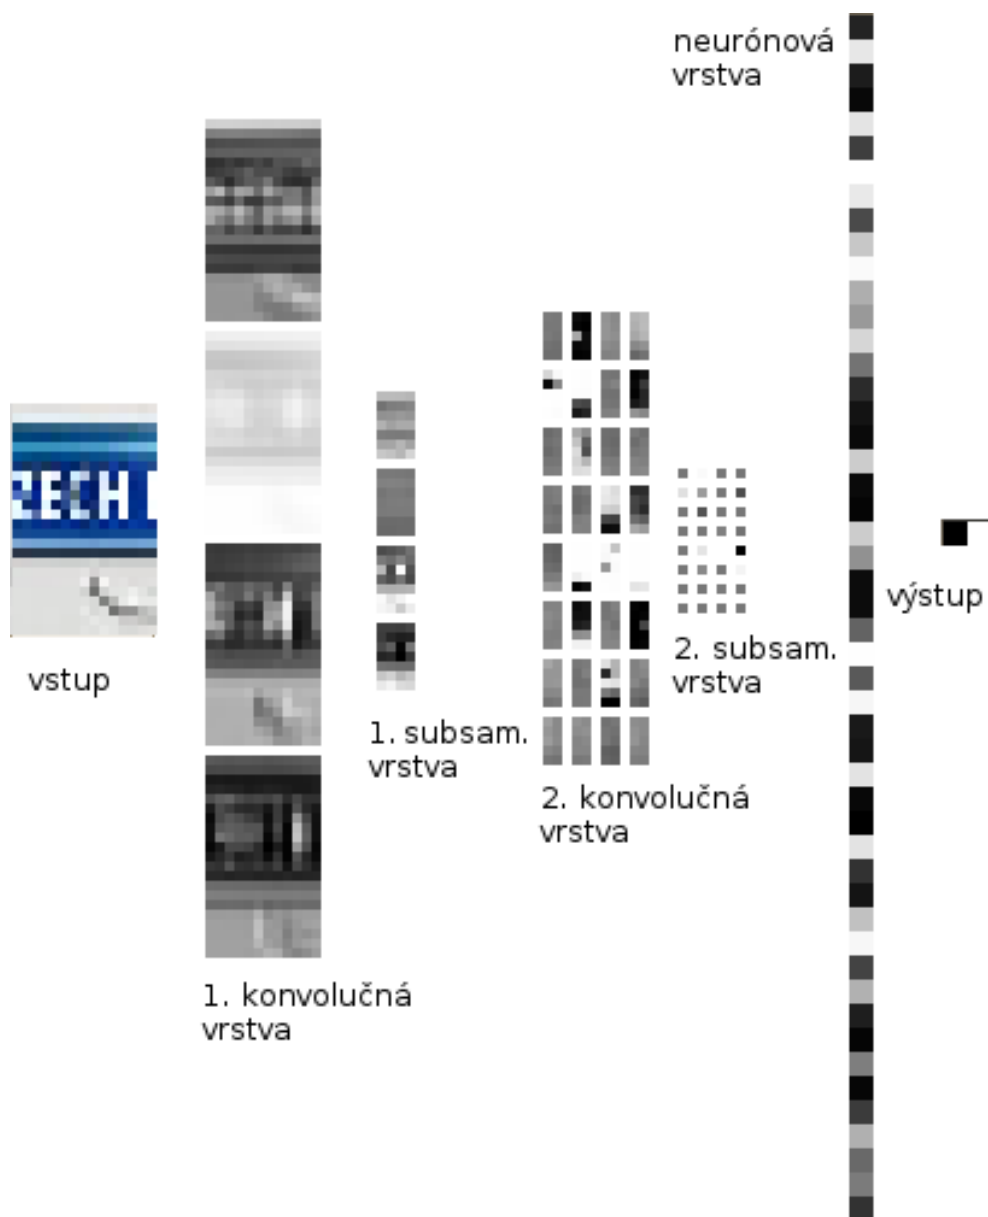 neurónová
vrstva
ZECH
vstup
1. konvolučná
vrstva
1. subsam.
vrstva
2. konvolučná
vrstva
2. subsam.
vrstva
výstup